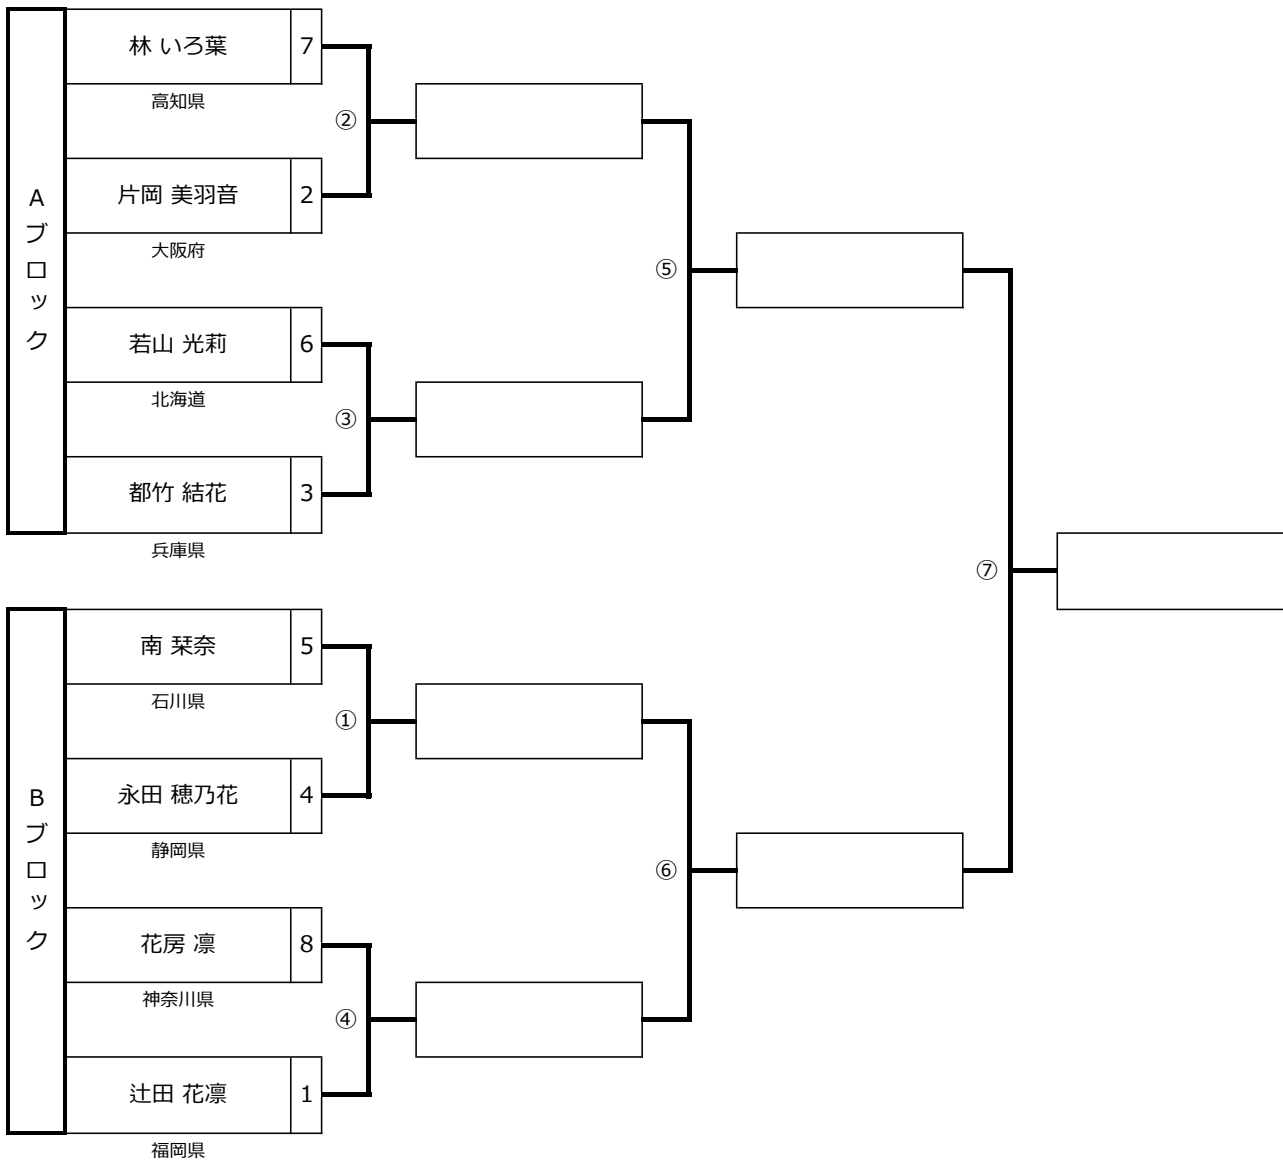 Aブロック
林 いろ葉 7
高知県
②
片岡 美羽音 2
大阪府
⑤
若山 光莉 6
北海道
③
都竹 結花 3
兵庫県
⑦
Bブロック
南 栞奈 5
石川県
①
永田 穂乃花 4
静岡県
⑥
花房 凛 8
神奈川県
④
辻田 花凛 1
福岡県